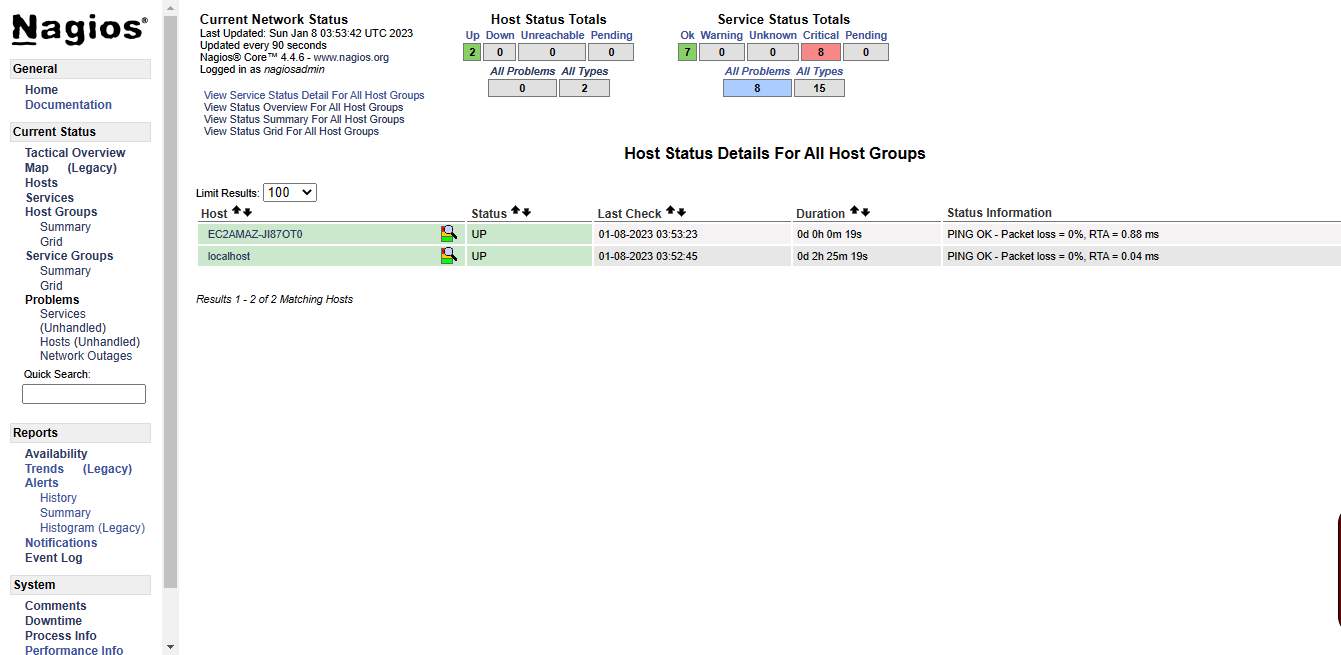 Nagios®
General
Home
Documentation
Current Status
Tactical Overview
Map (Legacy)
Hosts
Services
Host Groups
Summary
Grid
Service Groups
Summary
Grid
Problems
Services
(Unhandled)
Hosts (Unhandled)
Network Outages
Quick Search:
Reports
Availability
Trends (Legacy)
Alerts
History
Summary
Histogram (Legacy)
Notifications
Event Log
System
Comments
Downtime
Process Info
Performance Info
Current Network Status
Last Updated: Sun Jan 8 03:53:42 UTC 2023
Updated every 90 seconds
Nagios® Core™ 4.4.6 - www.nagios.org
Logged in as nagiosadmin
View Service Status Detail For All Host Groups
View Status Overview For All Host Groups
View Status Summary For All Host Groups
View Status Grid For All Host Groups
Host Status Totals
Up Down Unreachable Pending
2 0 0 0
All Problems All Types
0 2
Service Status Totals
Ok Warning Unknown Critical Pending
7 0 0 8 0
All Problems All Types
8 15
Host Status Details For All Host Groups
Limit Results: 100
Host Status Last Check Duration Status Information
EC2AMAZ-JI87OT0 UP 01-08-2023 03:53:23 0d 0h 0m 19s PING OK - Packet loss = 0%, RTA = 0.88 ms
localhost UP 01-08-2023 03:52:45 0d 2h 25m 19s PING OK - Packet loss = 0%, RTA = 0.04 ms
Results 1 - 2 of 2 Matching Hosts